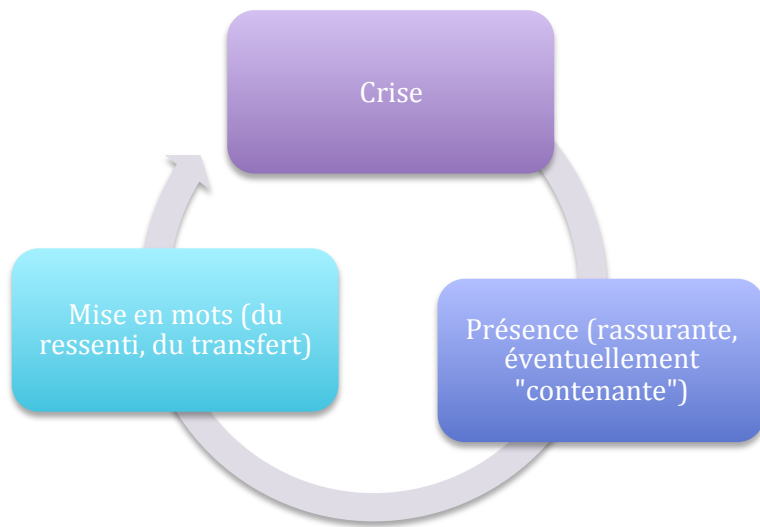 Crise
Présence (rassurante,
éventuellement
"contenante")
Mise en mots (du
ressenti, du transfert)